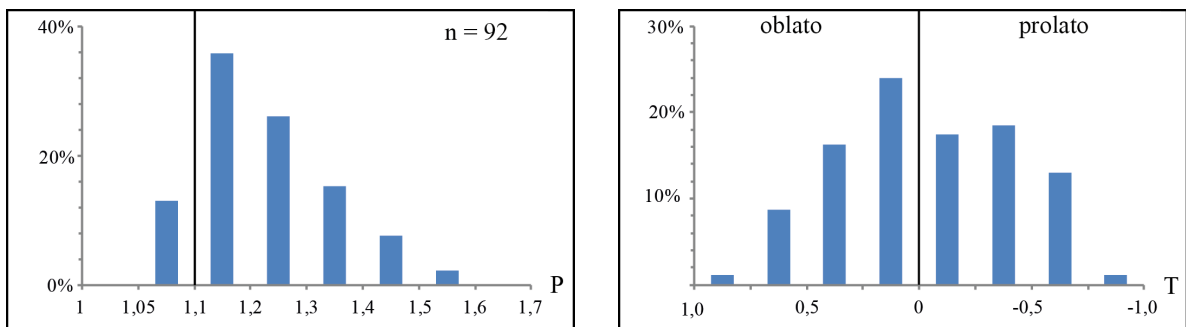 40%
n = 92
20%
0%
P
1 1,05 1,1 1,2 1,3 1,4 1,5 1,6 1,7
30%
oblato prolato
20%
10%
T
1,0 0,5 0 -0,5 -1,0